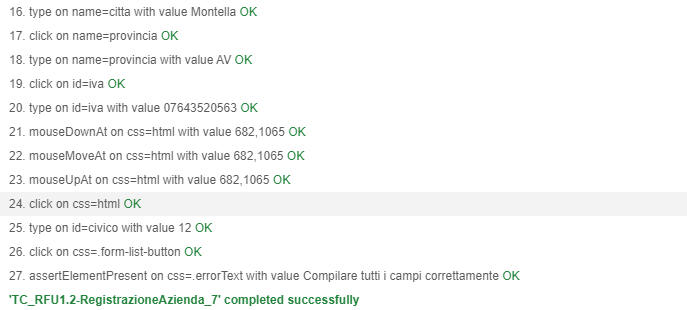 16. type on name=citta with value Montella OK
17. click on name=provincia OK
18. type on name=provincia with value AV OK
19. click on id=iva OK
20. type on id=iva with value 07643520563 OK
21. mouseDownAt on css=html with value 682,1065 OK
22. mouseMoveAt on css=html with value 682,1065 OK
23. mouseUpAt on css=html with value 682,1065 OK
24. click on css=html OK
25. type on id=civico with value 12 OK
26. click on css=.form-list-button OK
27. assertElementPresent on css=.errorText with value Compilare tutti i campi correttamente OK
'TC_RFU1.2-RegistrazioneAzienda_7' completed successfully